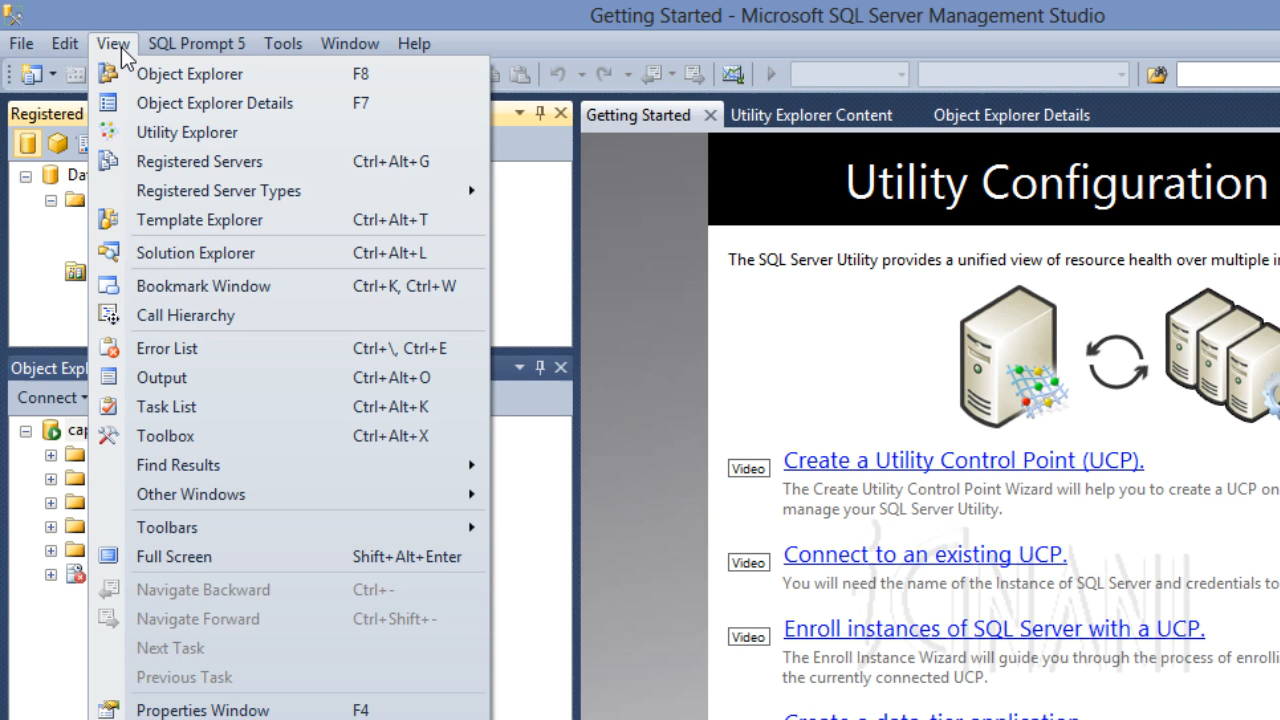 Getting Started - Microsoft SQL Server Management Studio
File Edit View SQL Prompt 5 Tools Window Help
Object Explorer F8
Object Explorer Details F7
Utility Explorer
Registered Servers Ctrl+Alt+G
Registered Server Types
Template Explorer Ctrl+Alt+T
Solution Explorer Ctrl+Alt+L
Bookmark Window Ctrl+K, Ctrl+W
Call Hierarchy
Error List Ctrl+\, Ctrl+E
Output Ctrl+Alt+O
Task List Ctrl+Alt+K
Toolbox Ctrl+Alt+X
Find Results
Other Windows
Toolbars
Full Screen Shift+Alt+Enter
Navigate Backward Ctrl+-
Navigate Forward Ctrl+Shift+-
Next Task
Previous Task
Properties Window F4
Registered
Da
Object Expl
Connect
cap
Getting Started Utility Explorer Content Object Explorer Details
Utility Configuration
The SQL Server Utility provides a unified view of resource health over multiple in
Video Create a Utility Control Point (UCP).
The Create Utility Control Point Wizard will help you to create a UCP on
manage your SQL Server Utility.
Video Connect to an existing UCP.
You will need the name of the Instance of SQL Server and credentials to
Video Enroll instances of SQL Server with a UCP.
The Enroll Instance Wizard will guide you through the process of enrolli
the currently connected UCP.
Create a data-tier application